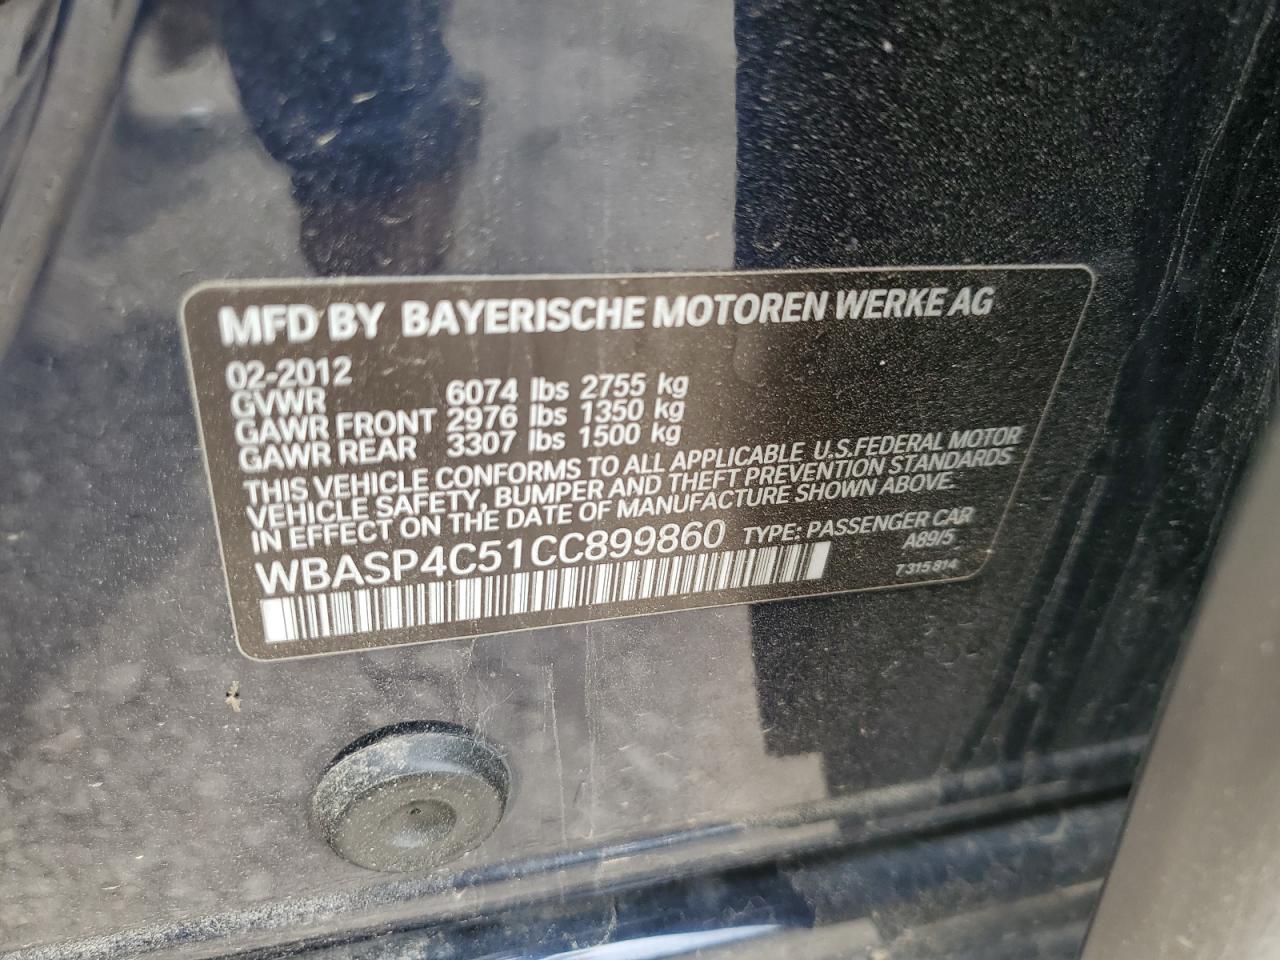 MFD BY BAYERISCHE MOTOREN WERKE AG
02-2012
GVWR 6074 lbs 2755 kg
GAWR FRONT 2976 lbs 1350 kg
GAWR REAR 3307 lbs 1500 kg
THIS VEHICLE CONFORMS TO ALL APPLICABLE U.S.FEDERAL MOTOR
VEHICLE SAFETY, BUMPER AND THEFT PREVENTION STANDARDS
IN EFFECT ON THE DATE OF MANUFACTURE SHOWN ABOVE.
WBASP4C51CC899860 TYPE: PASSENGER CAR
A89/5
7 315 814